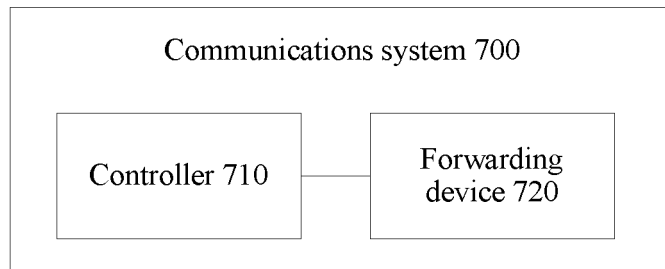 Communications system 700
Controller 710
Forwarding
device 720